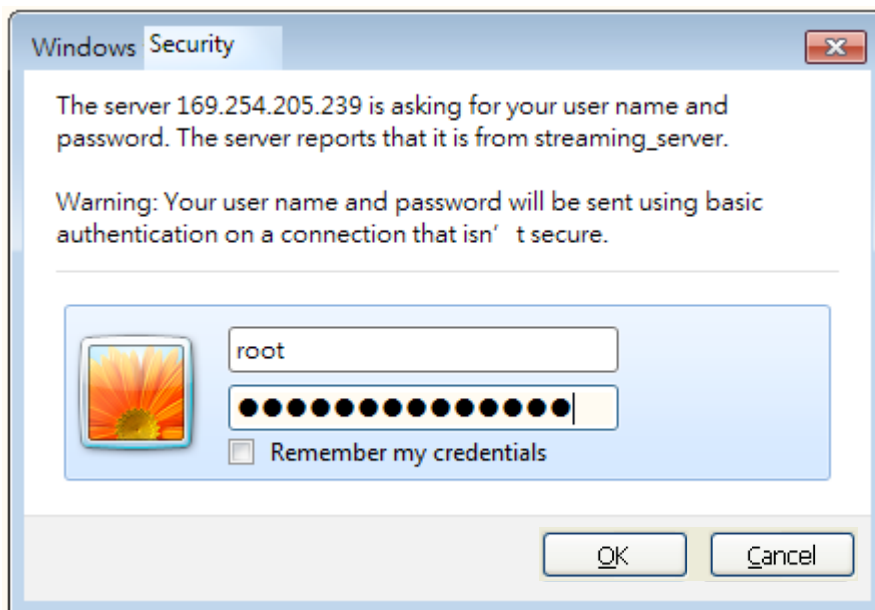 Windows Security
The server 169.254.205.239 is asking for your user name and
password. The server reports that it is from streaming_server.
Warning: Your user name and password will be sent using basic
authentication on a connection that isn’ t secure.
root
●●●●●●●●●●●●●●
Remember my credentials
OK Cancel